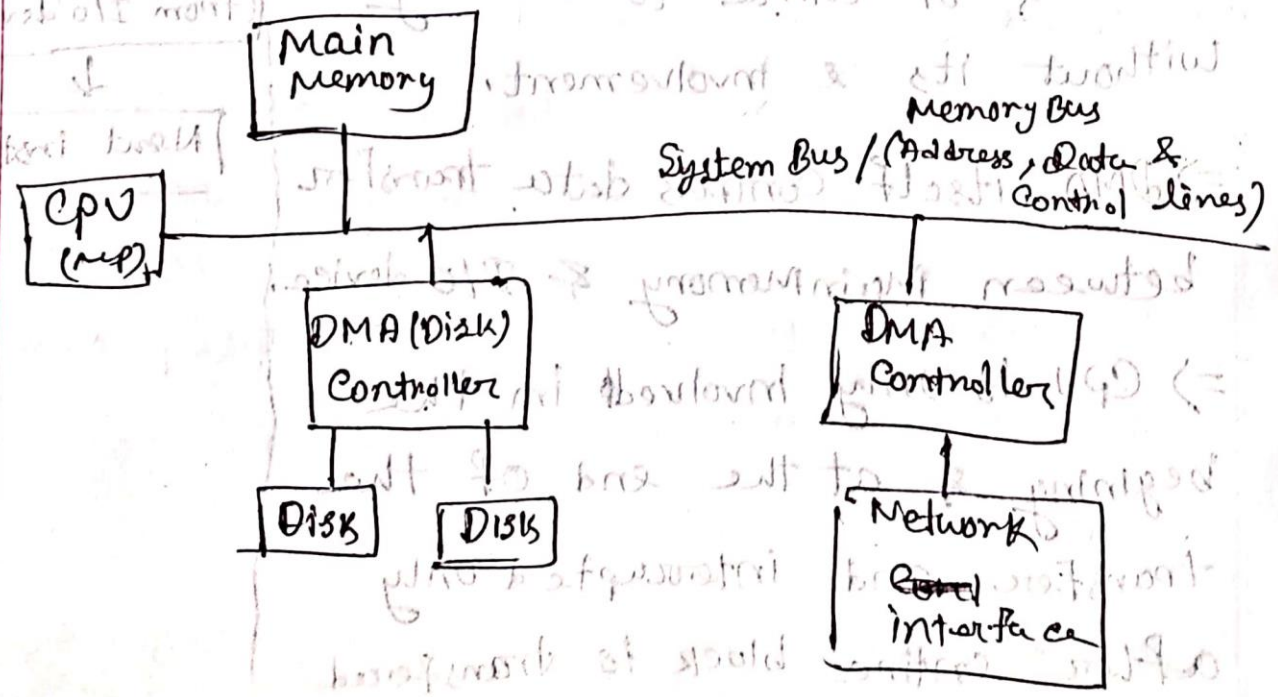 Main
Memory
Memory Bus
System Bus / (Address, Data &
Control lines)
CPU
(MP)
DMA (Disk)
Controller
DMA
Controller
Disk
Disk
Network
interface